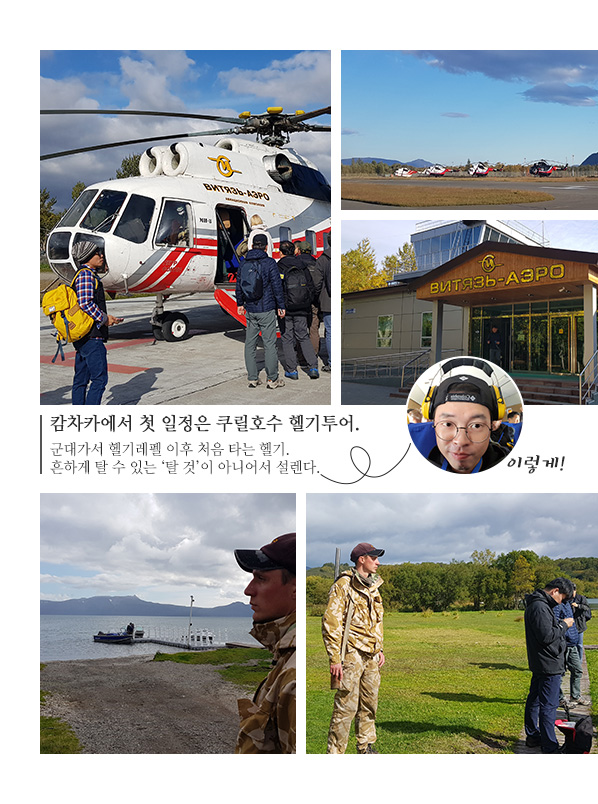 ВИТЯЗЬ-АЭРО
ВИТЯЗЬ-АЭРО
캄차카에서 첫 일정은 쿠릴호수 헬기투어.
군대가서 헬기레펠 이후 처음 타는 헬기.
흔하게 탈 수 있는 ‘탈 것’이 아니어서 설렌다.
이렇게!